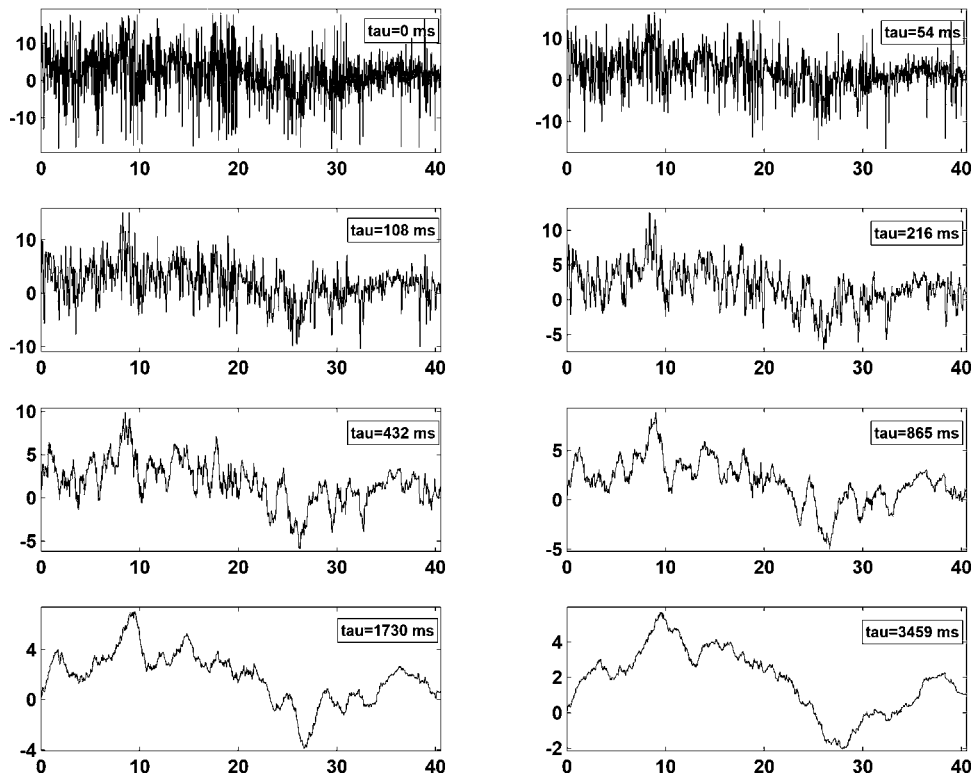 tau=0 ms
10
0
-10
0 10 20 30 40
tau=54 ms
10
0
-10
0 10 20 30 40
tau=108 ms
10
0
-10
0 10 20 30 40
tau=216 ms
10
5
0
-5
0 10 20 30 40
tau=432 ms
10
5
0
-5
0 10 20 30 40
tau=865 ms
5
0
-5
0 10 20 30 40
tau=1730 ms
4
0
-4
0 10 20 30 40
tau=3459 ms
4
2
0
-2
0 10 20 30 40